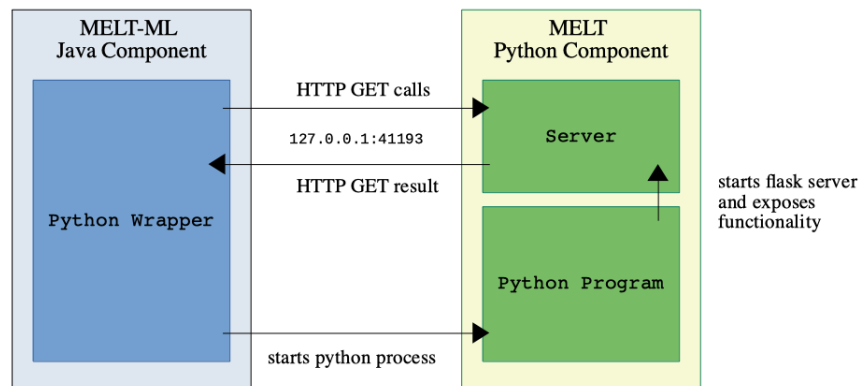 MELT-ML
Java Component
MELT
Python Component
HTTP GET calls
127.0.0.1:41193
HTTP GET result
Python Wrapper
Server
starts flask server
and exposes
functionality
Python Program
starts python process